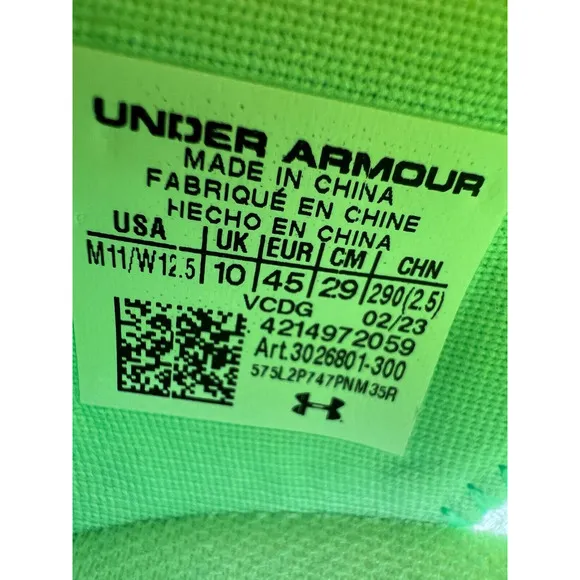 UNDER ARMOUR
MADE IN CHINA
FABRIQUÉ EN CHINE
HECHO EN CHINA
USA UK EUR CM CHN
M11/W12.5 10 45 29 290(2.5)
VCDG 02/23
4214972059
Art.3026801-300
575L2P747PNM35R